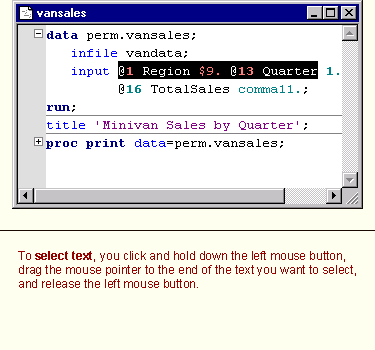 vansales
data perm.vansales;
infile vandata;
input @1 Region $9. @13 Quarter 1.
@16 TotalSales comma11.;
run;
title 'Minivan Sales by Quarter';
proc print data=perm.vansales;
To select text, you click and hold down the left mouse button,
drag the mouse pointer to the end of the text you want to select,
and release the left mouse button.